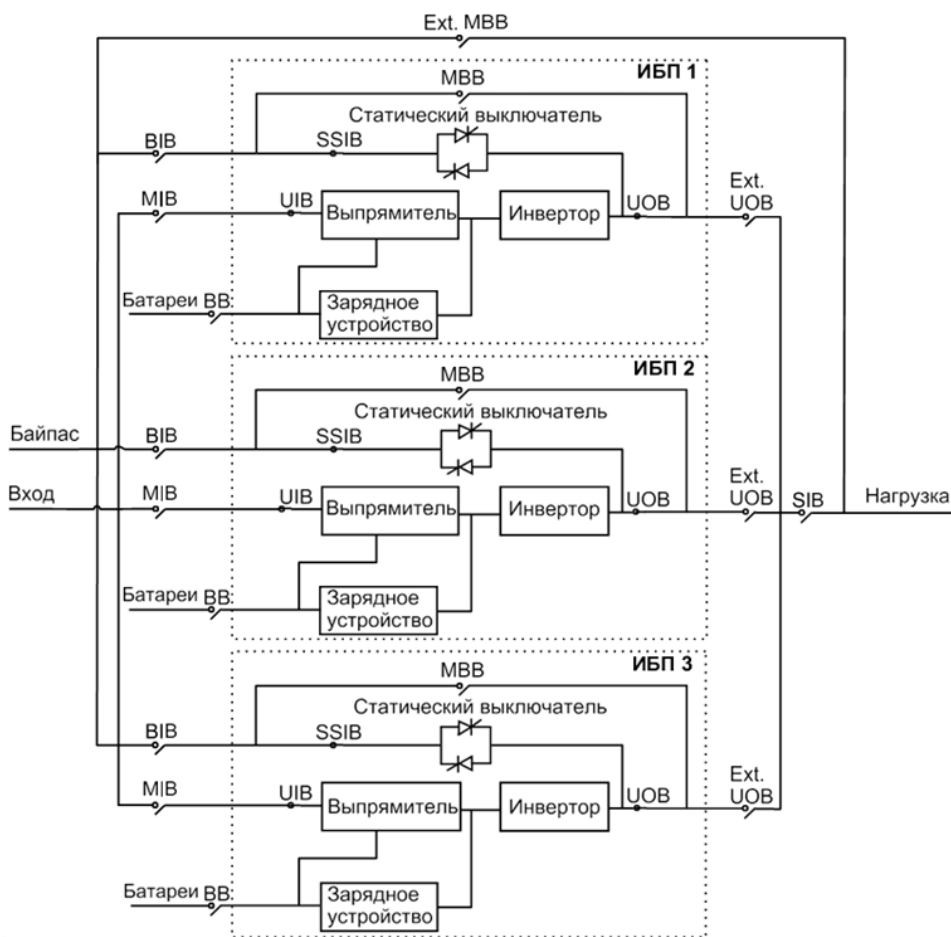 Ext. MBB
ИБП 1
MBB
Статический выключатель
BIB
SSIB
MIB
UIB
Выпрямитель
Инвертор
UOB
Ext.
UOB
Батареи BB
Зарядное
устройство
ИБП 2
MBB
Статический выключатель
Байпас
BIB
SSIB
Вход
MIB
UIB
Выпрямитель
Инвертор
UOB
Ext.
UOB
SIB
Нагрузка
Батареи BB
Зарядное
устройство
ИБП 3
MBB
Статический выключатель
BIB
SSIB
MIB
UIB
Выпрямитель
Инвертор
UOB
Ext.
UOB
Батареи BB
Зарядное
устройство